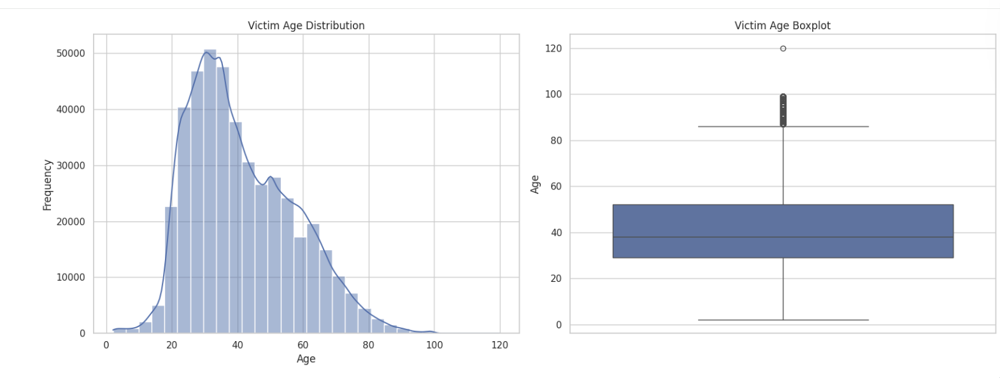 Victim Age Distribution
50000
40000
30000
20000
10000
0
Frequency
0 20 40 60 80 100 120
Age
Victim Age Boxplot
120
100
80
60
40
20
0
Age